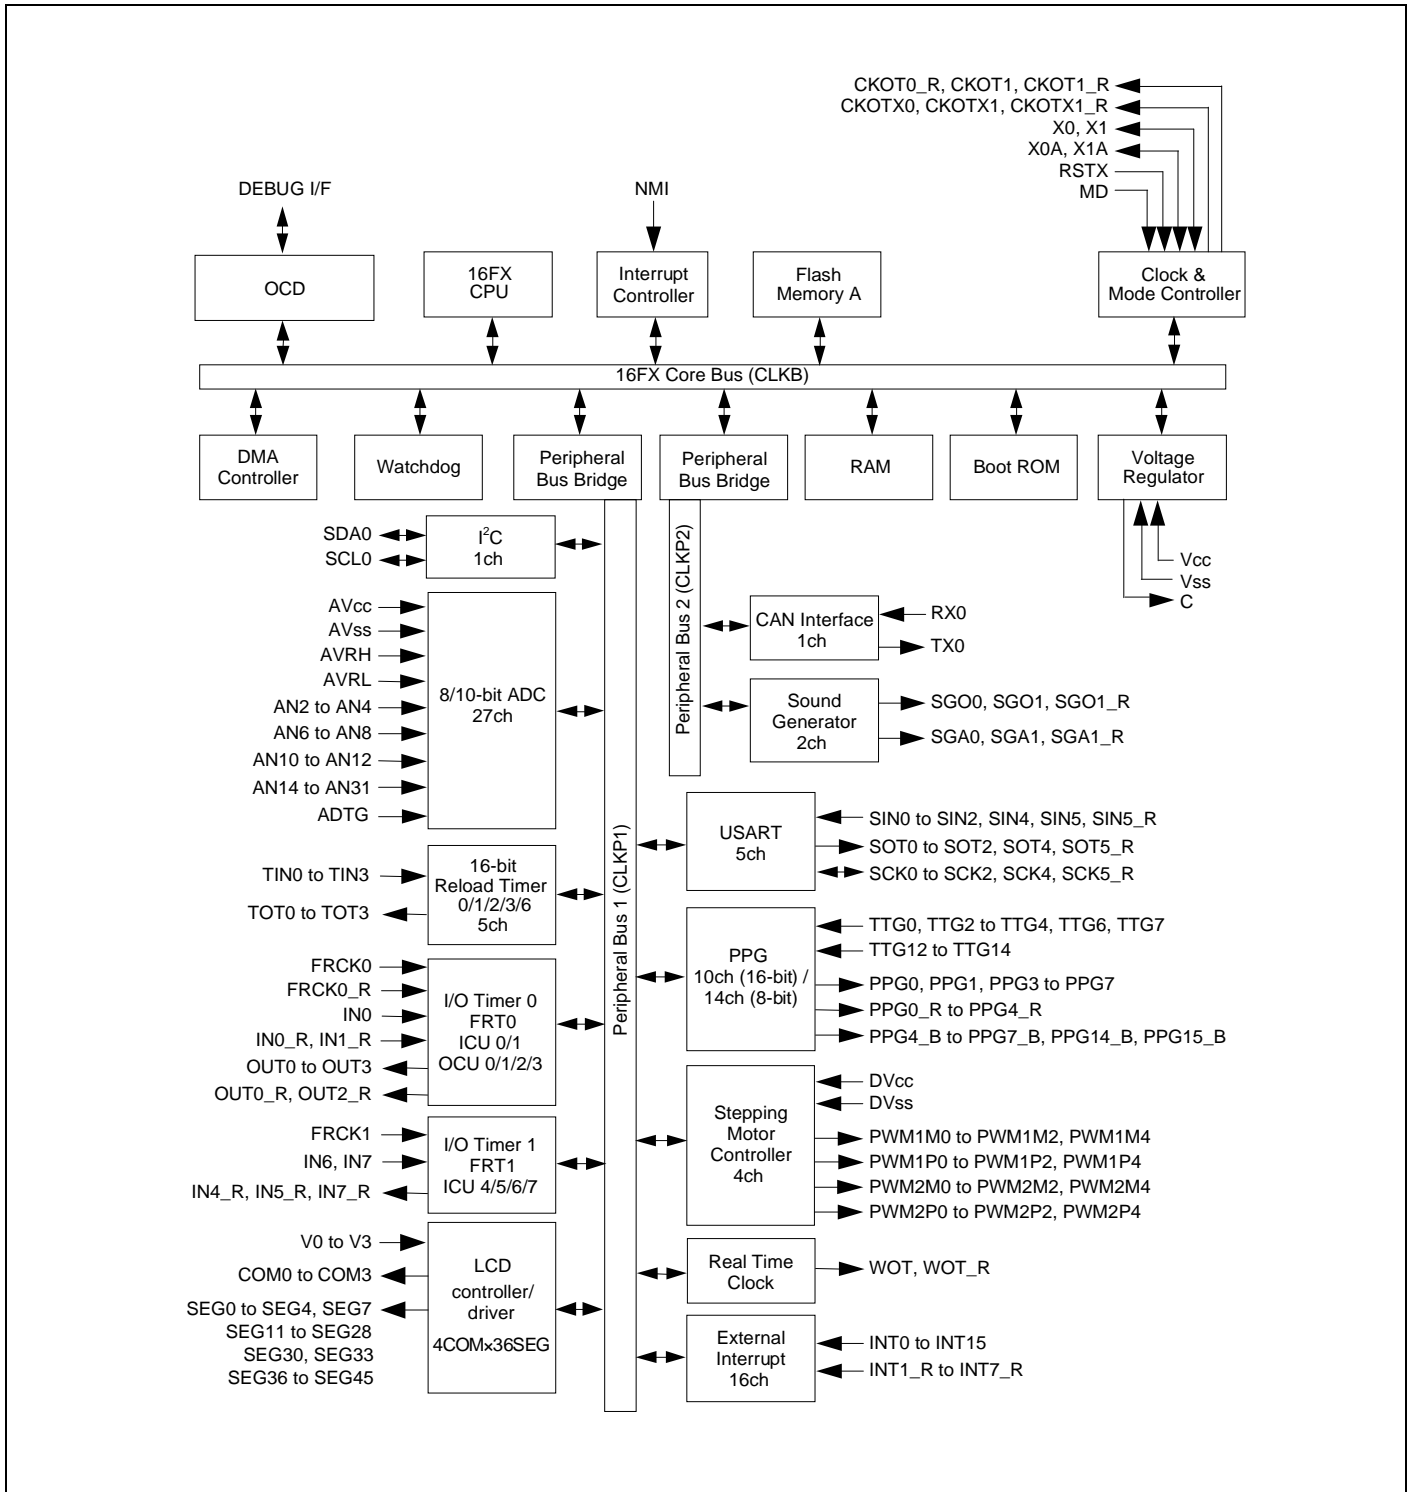 CKOT0_R, CKOT1, CKOT1_R
CKOTX0, CKOTX1, CKOTX1_R
X0, X1
X0A, X1A
RSTX
MD
DEBUG I/F
NMI
OCD
16FX
CPU
Interrupt
Controller
Flash
Memory A
Clock &
Mode Controller
16FX Core Bus (CLKB)
DMA
Controller
Watchdog
Peripheral
Bus Bridge
Peripheral
Bus Bridge
RAM
Boot ROM
Voltage
Regulator
Vcc
Vss
C
Peripheral Bus 1 (CLKP1)
Peripheral Bus 2 (CLKP2)
SDA0
SCL0
I²C
1ch
AVcc
AVss
AVRH
AVRL
AN2 to AN4
AN6 to AN8
AN10 to AN12
AN14 to AN31
ADTG
8/10-bit ADC
27ch
TIN0 to TIN3
TOT0 to TOT3
16-bit
Reload Timer
0/1/2/3/6
5ch
FRCK0
FRCK0_R
IN0
IN0_R, IN1_R
OUT0 to OUT3
OUT0_R, OUT2_R
I/O Timer 0
FRT0
ICU 0/1
OCU 0/1/2/3
FRCK1
IN6, IN7
IN4_R, IN5_R, IN7_R
I/O Timer 1
FRT1
ICU 4/5/6/7
V0 to V3
COM0 to COM3
SEG0 to SEG4, SEG7
SEG11 to SEG28
SEG30, SEG33
SEG36 to SEG45
LCD
controller/
driver
4COM×36SEG
CAN Interface
1ch
RX0
TX0
Sound
Generator
2ch
SGO0, SGO1, SGO1_R
SGA0, SGA1, SGA1_R
USART
5ch
SIN0 to SIN2, SIN4, SIN5, SIN5_R
SOT0 to SOT2, SOT4, SOT5_R
SCK0 to SCK2, SCK4, SCK5_R
PPG
10ch (16-bit) /
14ch (8-bit)
TTG0, TTG2 to TTG4, TTG6, TTG7
TTG12 to TTG14
PPG0, PPG1, PPG3 to PPG7
PPG0_R to PPG4_R
PPG4_B to PPG7_B, PPG14_B, PPG15_B
Stepping
Motor
Controller
4ch
DVcc
DVss
PWM1M0 to PWM1M2, PWM1M4
PWM1P0 to PWM1P2, PWM1P4
PWM2M0 to PWM2M2, PWM2M4
PWM2P0 to PWM2P2, PWM2P4
Real Time
Clock
WOT, WOT_R
External
Interrupt
16ch
INT0 to INT15
INT1_R to INT7_R